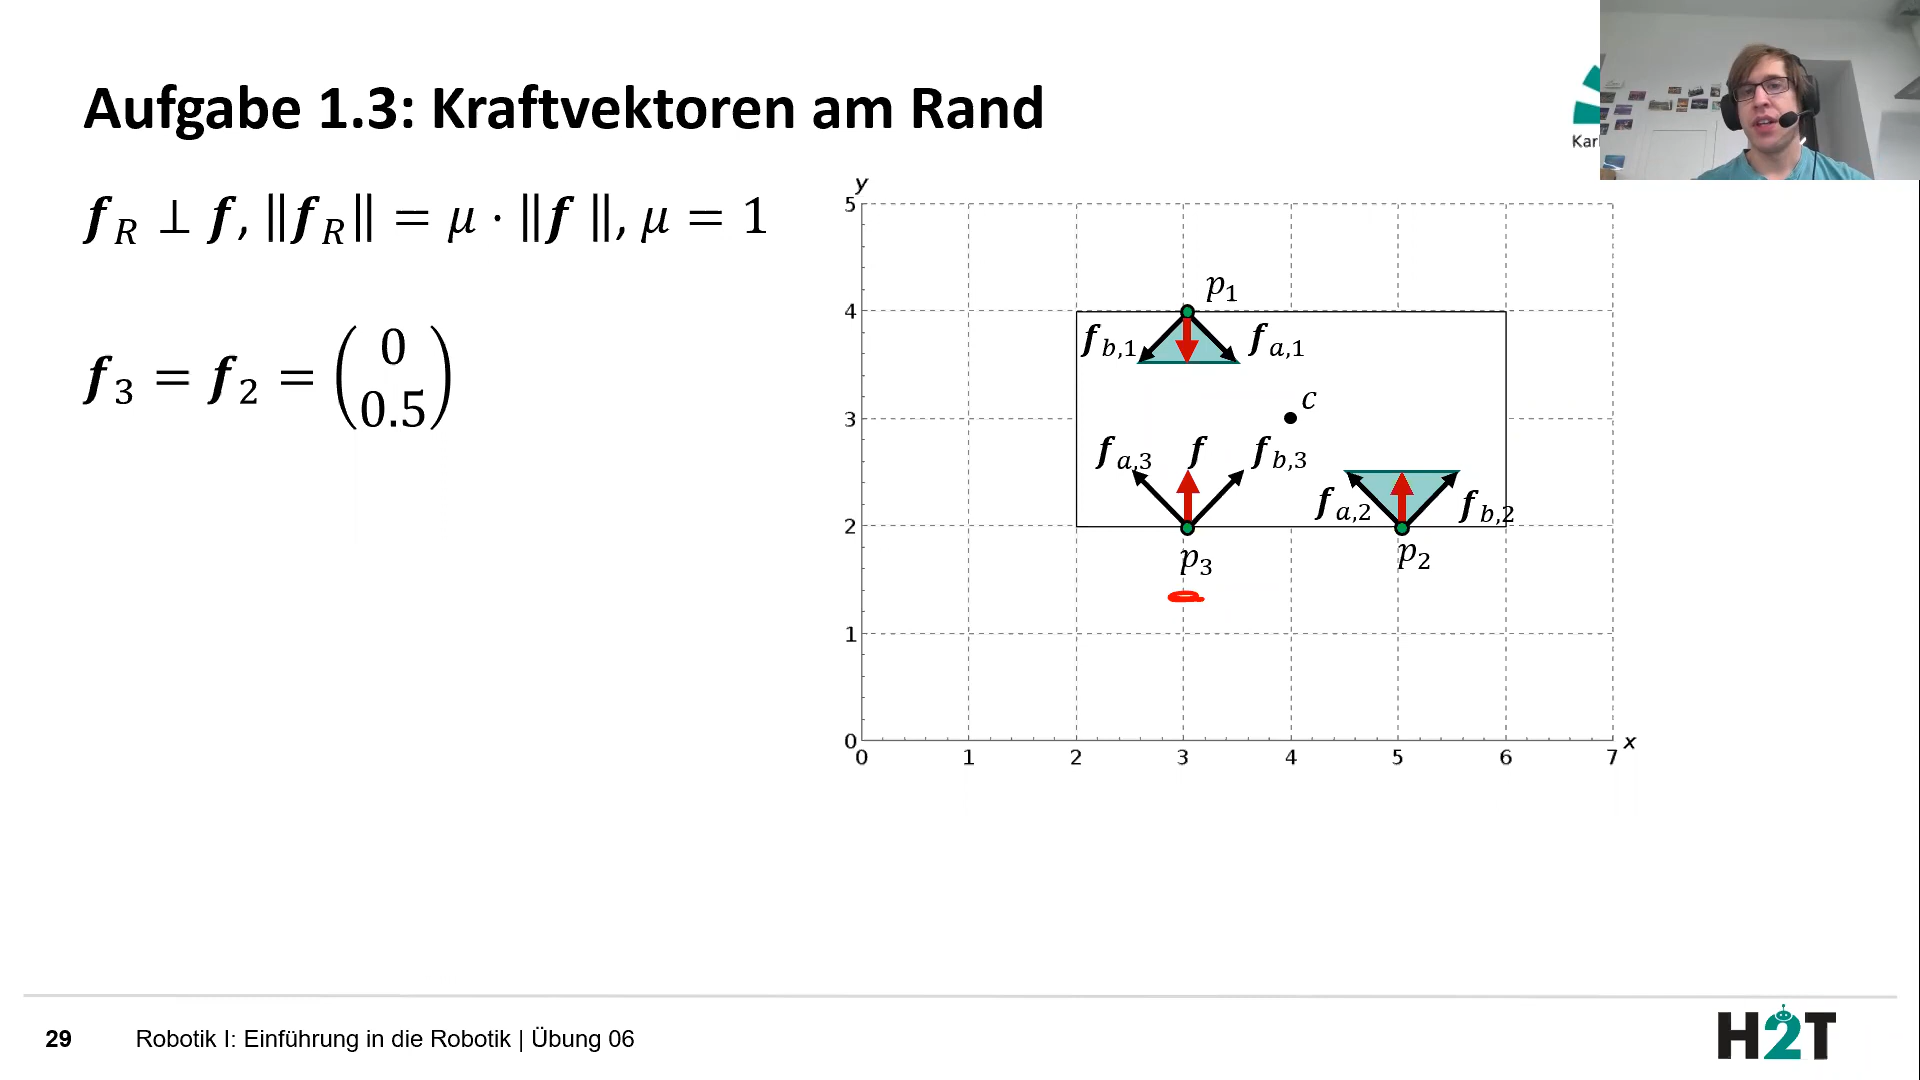 Aufgabe 1.3: Kraftvektoren am Rand
Karl
f_R ⊥ f, ‖f_R‖ = μ · ‖f ‖, μ = 1
f_3 = f_2 = (0
0.5)
y
5
4
3
2
1
0
0 1 2 3 4 5 6 7 x
p_1
f_b,1 f_a,1
c
f_a,3 f f_b,3
f_a,2 f_b,2
p_3 p_2
29 Robotik I: Einführung in die Robotik | Übung 06
H2T